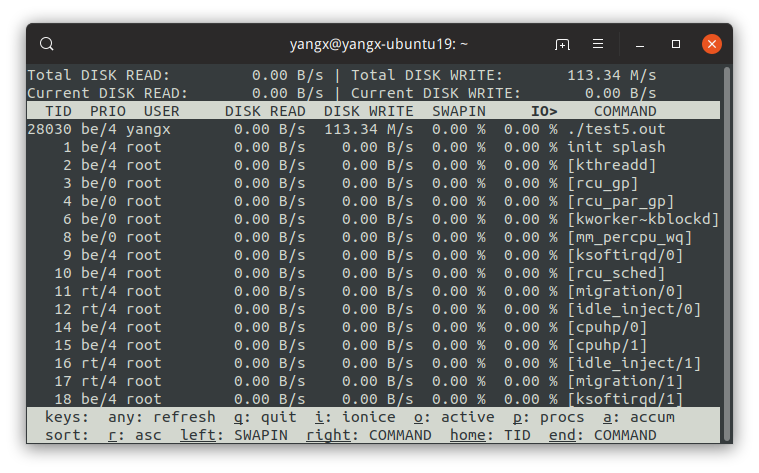 yangx@yangx-ubuntu19: ~
Total DISK READ:         0.00 B/s | Total DISK WRITE:       113.34 M/s
Current DISK READ:       0.00 B/s | Current DISK WRITE:       0.00 B/s
  TID  PRIO  USER     DISK READ  DISK WRITE  SWAPIN     IO>    COMMAND
28030 be/4 yangx       0.00 B/s  113.34 M/s  0.00 %  0.00 % ./test5.out
    1 be/4 root        0.00 B/s    0.00 B/s  0.00 %  0.00 % init splash
    2 be/4 root        0.00 B/s    0.00 B/s  0.00 %  0.00 % [kthreadd]
    3 be/0 root        0.00 B/s    0.00 B/s  0.00 %  0.00 % [rcu_gp]
    4 be/0 root        0.00 B/s    0.00 B/s  0.00 %  0.00 % [rcu_par_gp]
    6 be/0 root        0.00 B/s    0.00 B/s  0.00 %  0.00 % [kworker~kblockd]
    8 be/0 root        0.00 B/s    0.00 B/s  0.00 %  0.00 % [mm_percpu_wq]
    9 be/4 root        0.00 B/s    0.00 B/s  0.00 %  0.00 % [ksoftirqd/0]
   10 be/4 root        0.00 B/s    0.00 B/s  0.00 %  0.00 % [rcu_sched]
   11 rt/4 root        0.00 B/s    0.00 B/s  0.00 %  0.00 % [migration/0]
   12 rt/4 root        0.00 B/s    0.00 B/s  0.00 %  0.00 % [idle_inject/0]
   14 be/4 root        0.00 B/s    0.00 B/s  0.00 %  0.00 % [cpuhp/0]
   15 be/4 root        0.00 B/s    0.00 B/s  0.00 %  0.00 % [cpuhp/1]
   16 rt/4 root        0.00 B/s    0.00 B/s  0.00 %  0.00 % [idle_inject/1]
   17 rt/4 root        0.00 B/s    0.00 B/s  0.00 %  0.00 % [migration/1]
   18 be/4 root        0.00 B/s    0.00 B/s  0.00 %  0.00 % [ksoftirqd/1]
  keys:  any: refresh  q: quit  i: ionice  o: active  p: procs  a: accum
  sort:  r: asc  left: SWAPIN  right: COMMAND  home: TID  end: COMMAND